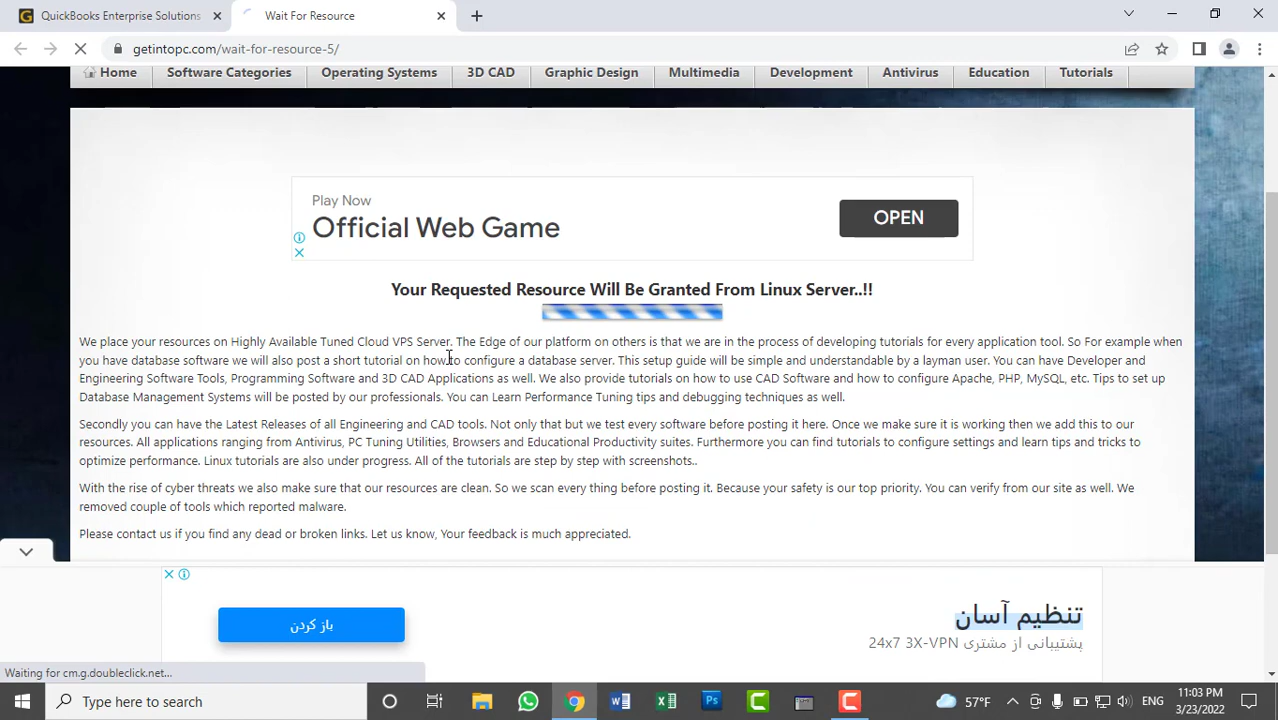 QuickBooks Enterprise Solutions
Wait For Resource
getintopc.com/wait-for-resource-5/
Home Software Categories Operating Systems 3D CAD Graphic Design Multimedia Development Antivirus Education Tutorials
Play Now
Official Web Game
OPEN
Your Requested Resource Will Be Granted From Linux Server..!!
We place your resources on Highly Available Tuned Cloud VPS Server. The Edge of our platform on others is that we are in the process of developing tutorials for every application tool. So For example when
you have database software we will also post a short tutorial on how to configure a database server. This setup guide will be simple and understandable by a layman user. You can have Developer and
Engineering Software Tools, Programming Software and 3D CAD Applications as well. We also provide tutorials on how to use CAD Software and how to configure Apache, PHP, MySQL, etc. Tips to set up
Database Management Systems will be posted by our professionals. You can Learn Performance Tuning tips and debugging techniques as well.
Secondly you can have the Latest Releases of all Engineering and CAD tools. Not only that but we test every software before posting it here. Once we make sure it is working then we add this to our
resources. All applications ranging from Antivirus, PC Tuning Utilities, Browsers and Educational Productivity suites. Furthermore you can find tutorials to configure settings and learn tips and tricks to
optimize performance. Linux tutorials are also under progress. All of the tutorials are step by step with screenshots..
With the rise of cyber threats we also make sure that our resources are clean. So we scan every thing before posting it. Because your safety is our top priority. You can verify from our site as well. We
removed couple of tools which reported malware.
Please contact us if you find any dead or broken links. Let us know, Your feedback is much appreciated.
تنظیم آسان
باز کردن
پشتیبانی از مشتری 24x7 3X-VPN
Waiting for cm.g.doubleclick.net...
Type here to search
57°F
ENG
11:03 PM
3/23/2022